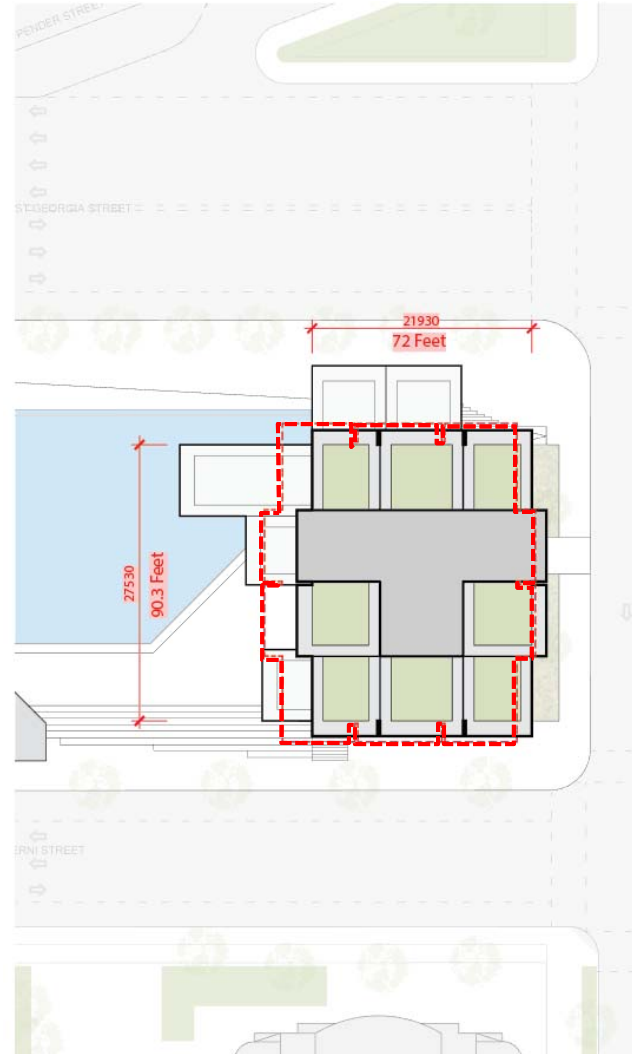 PENDER STREET
ST GEORGIA STREET
21930
72 Feet
27530
90.3 Feet
ERNI STREET